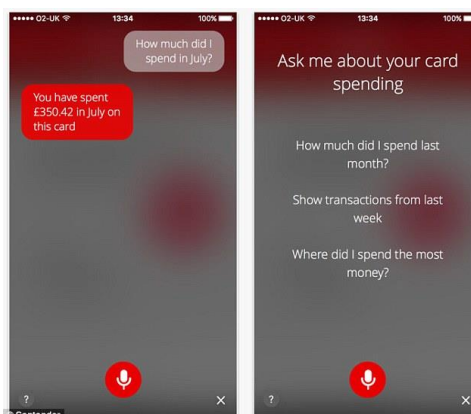 O2-UK 13:34 100%
How much did I
spend in July?
You have spent
£350.42 in July on
this card
?
Santander
O2-UK 13:34 100%
Ask me about your card
spending
How much did I spend last
month?
Show transactions from last
week
Where did I spend the most
money?
?